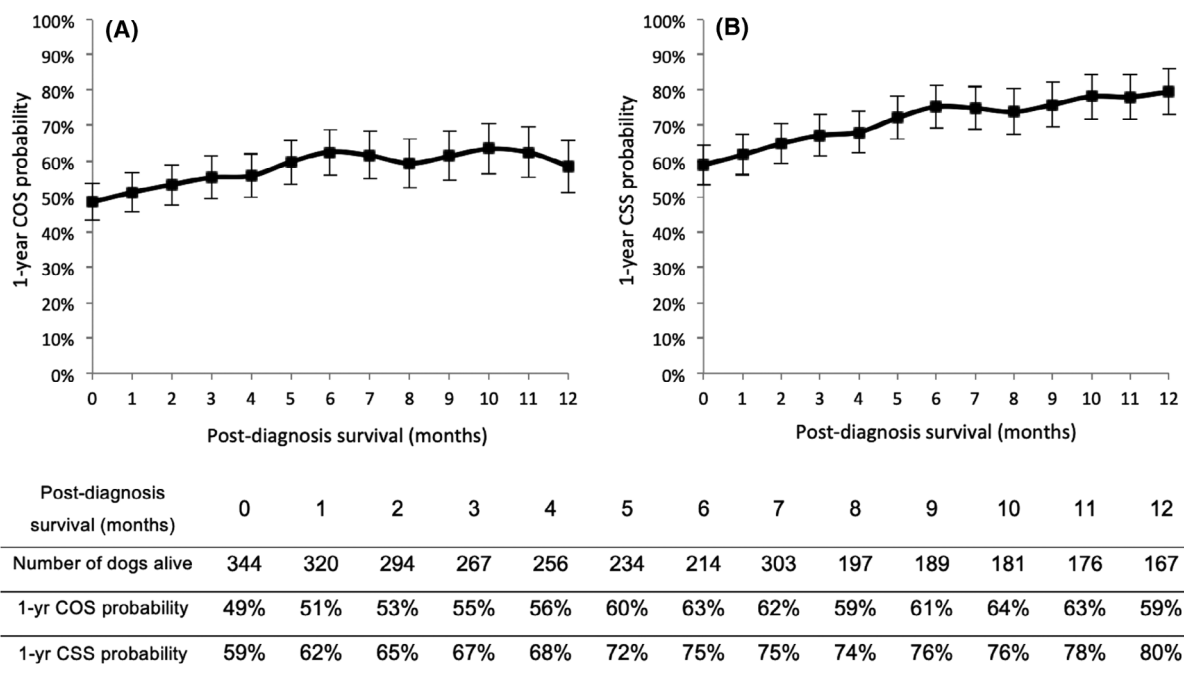 (A)
1-year COS probability
100%
90%
80%
70%
60%
50%
40%
30%
20%
10%
0%
0 1 2 3 4 5 6 7 8 9 10 11 12
Post-diagnosis survival (months)
(B)
1-year CSS probability
100%
90%
80%
70%
60%
50%
40%
30%
20%
10%
0%
0 1 2 3 4 5 6 7 8 9 10 11 12
Post-diagnosis survival (months)
Post-diagnosis
survival (months) 0 1 2 3 4 5 6 7 8 9 10 11 12
Number of dogs alive 344 320 294 267 256 234 214 303 197 189 181 176 167
1-yr COS probability 49% 51% 53% 55% 56% 60% 63% 62% 59% 61% 64% 63% 59%
1-yr CSS probability 59% 62% 65% 67% 68% 72% 75% 75% 74% 76% 76% 78% 80%